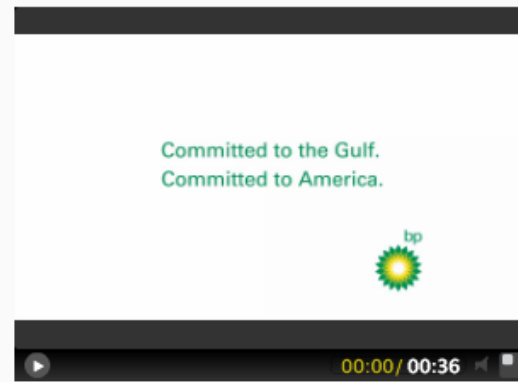 Committed to the Gulf.
Committed to America.
bp
00:00/00:36